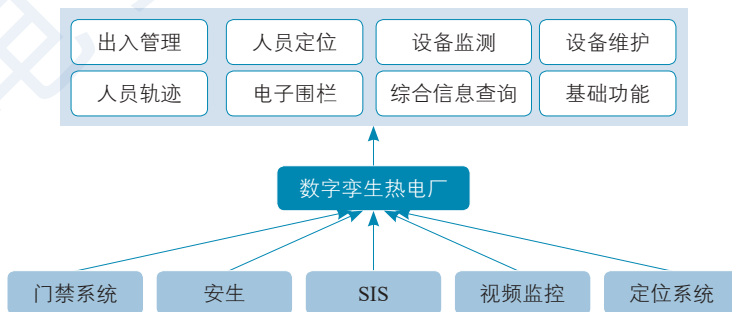 出入管理 人员定位 设备监测 设备维护
人员轨迹 电子围栏 综合信息查询 基础功能
数字孪生热电厂
门禁系统 安生 SIS 视频监控 定位系统